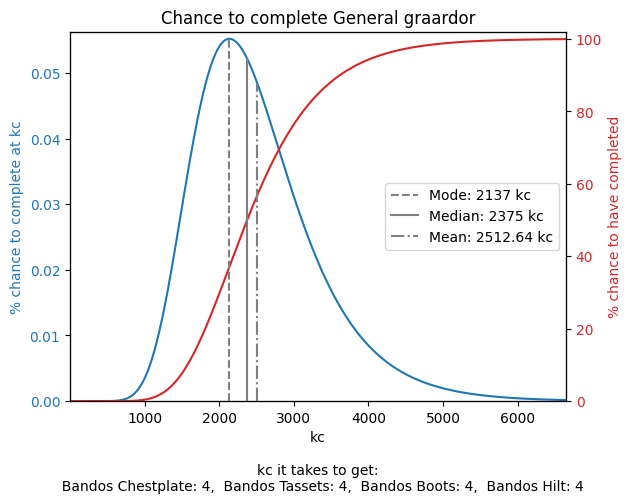 Chance to complete General graardor
% chance to complete at kc
0.05
0.04
0.03
0.02
0.01
0.00
100
80
60
40
20
0
% chance to have completed
Mode: 2137 kc
Median: 2375 kc
Mean: 2512.64 kc
1000 2000 3000 4000 5000 6000
kc
kc it takes to get:
Bandos Chestplate: 4,  Bandos Tassets: 4,  Bandos Boots: 4,  Bandos Hilt: 4